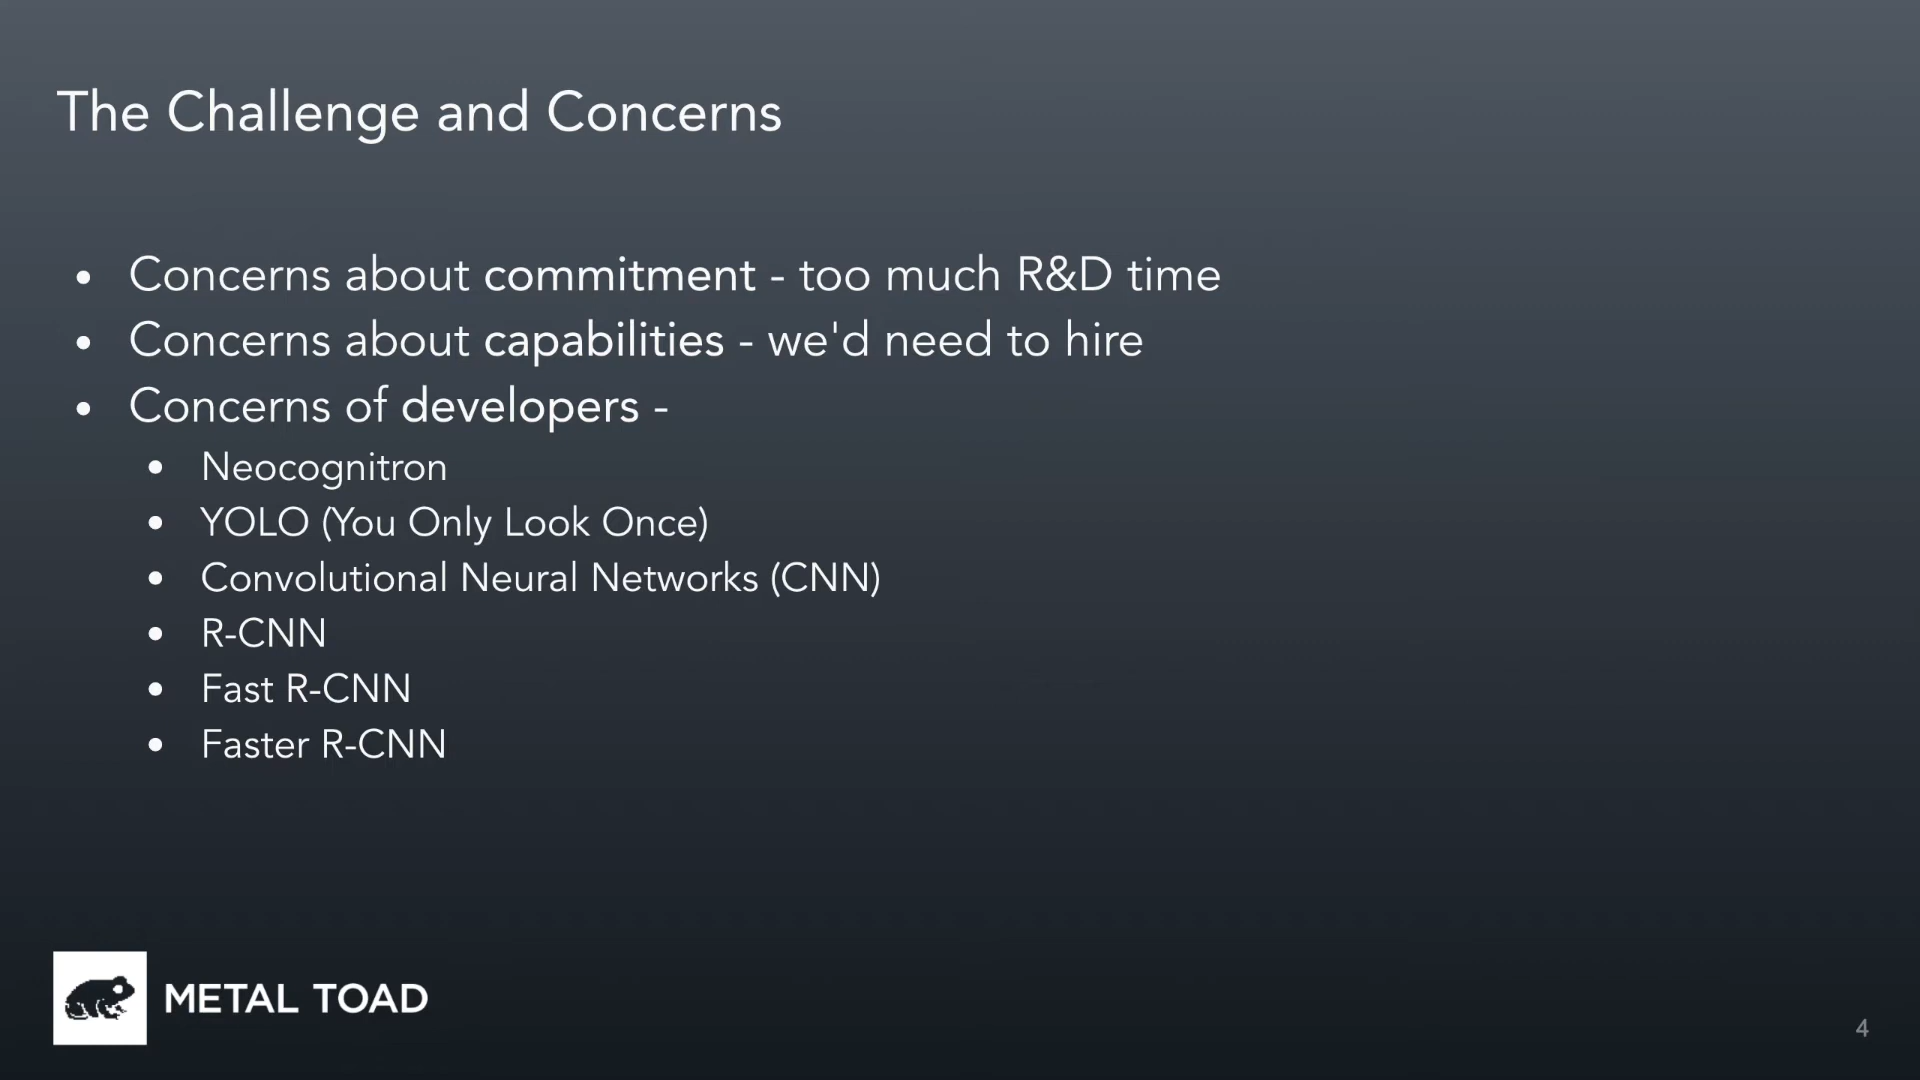 The Challenge and Concerns
• Concerns about commitment - too much R&D time
• Concerns about capabilities - we'd need to hire
• Concerns of developers -
• Neocognitron
• YOLO (You Only Look Once)
• Convolutional Neural Networks (CNN)
• R-CNN
• Fast R-CNN
• Faster R-CNN
METAL TOAD
4